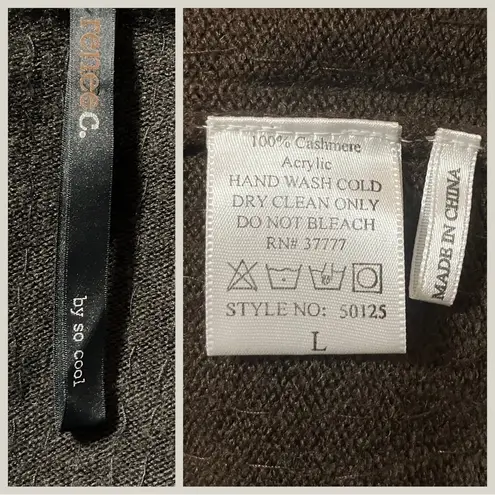 renee C.
by so cool
100% Cashmere
Acrylic
HAND WASH COLD
DRY CLEAN ONLY
DO NOT BLEACH
RN# 37777
STYLE NO: 50125
L
MADE IN CHINA